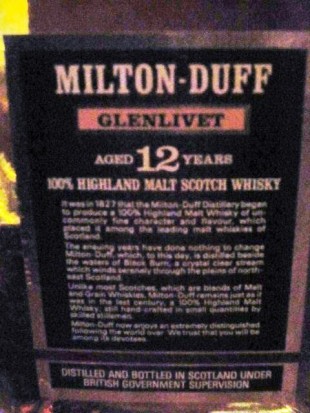 MILTON-DUFF
GLENLIVET
AGED 12 YEARS
100% HIGHLAND MALT SCOTCH WHISKY
It was in 1827 that the Milton-Duff Distillery began
to produce a 100% Highland Malt Whisky of un-
commonly fine character and flavour, which
placed it among the leading malt whiskies of
Scotland.
The ensuing years have done nothing to change
Milton-Duff, which, to this day, is distilled beside
the waters of Black Burn, a crystal clear stream
which winds serenely through the plains of north-
east Scotland.
Unlike most Scotches, which are blends of Malt
and Grain Whiskies, Milton-Duff remains just as it
was in the last century, a 100% Highland Malt
Whisky, still hand-crafted in small quantities by
skilled stillmen.
Milton-Duff now enjoys an extremely distinguished
following the world over. We trust that you will be
among its devotees.
DISTILLED AND BOTTLED IN SCOTLAND UNDER
BRITISH GOVERNMENT SUPERVISION